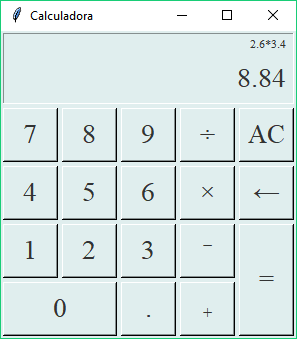 Calculadora
2.6*3.4
8.84
7 8 9 ÷ AC
4 5 6 × ←
1 2 3 -
=
0 . +